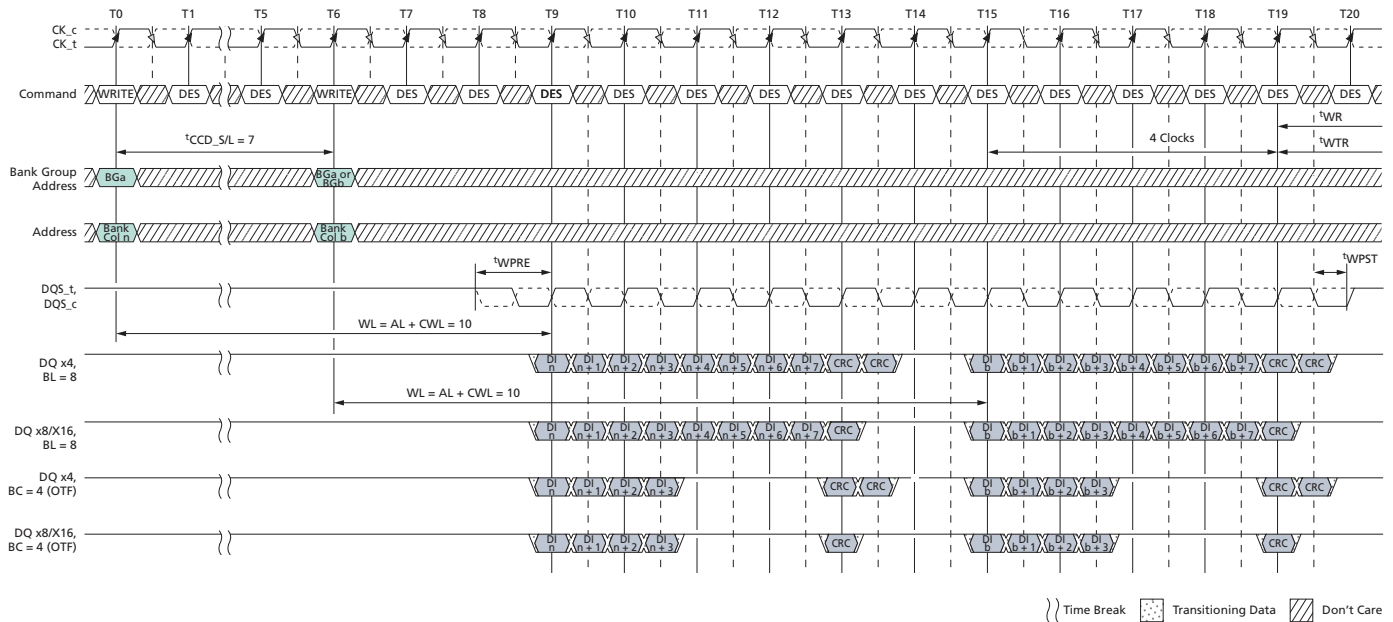 T0 T1 T5 T6 T7 T8 T9 T10 T11 T12 T13 T14 T15 T16 T17 T18 T19 T20
CK_c
CK_t
Command WRITE DES DES WRITE DES DES DES DES DES DES DES DES DES DES DES DES DES DES
tWR
tCCD_S/L = 7 4 Clocks tWTR
Bank Group
Address BGa BGa or
BGb
Address Bank
Col n Bank
Col b
tWPRE tWPST
DQS_t,
DQS_c
WL = AL + CWL = 10
DQ x4,
BL = 8 DI
n DI
n + 1 DI
n + 2 DI
n + 3 DI
n + 4 DI
n + 5 DI
n + 6 DI
n + 7 CRC CRC DI
b DI
b + 1 DI
b + 2 DI
b + 3 DI
b + 4 DI
b + 5 DI
b + 6 DI
b + 7 CRC CRC
WL = AL + CWL = 10
DQ x8/X16,
BL = 8 DI
n DI
n + 1 DI
n + 2 DI
n + 3 DI
n + 4 DI
n + 5 DI
n + 6 DI
n + 7 CRC DI
b DI
b + 1 DI
b + 2 DI
b + 3 DI
b + 4 DI
b + 5 DI
b + 6 DI
b + 7 CRC
DQ x4,
BC = 4 (OTF) DI
n DI
n + 1 DI
n + 2 DI
n + 3 CRC CRC DI
b DI
b + 1 DI
b + 2 DI
b + 3 CRC CRC
DQ x8/X16,
BC = 4 (OTF) DI
n DI
n + 1 DI
n + 2 DI
n + 3 CRC DI
b DI
b + 1 DI
b + 2 DI
b + 3 CRC
Time Break Transitioning Data Don't Care